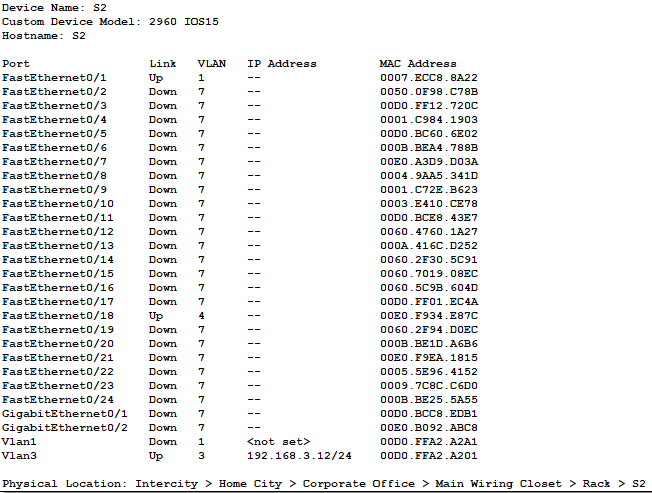 Device Name: S2
Custom Device Model: 2960 IOS15
Hostname: S2
Port Link VLAN IP Address MAC Address
FastEthernet0/1 Up 1 -- 0007.ECC8.8A22
FastEthernet0/2 Down 7 -- 0050.0F98.C78B
FastEthernet0/3 Down 7 -- 00D0.FF12.720C
FastEthernet0/4 Down 7 -- 0001.C984.1903
FastEthernet0/5 Down 7 -- 00D0.BC60.6E02
FastEthernet0/6 Down 7 -- 000B.BEA4.788B
FastEthernet0/7 Down 7 -- 00E0.A3D9.D03A
FastEthernet0/8 Down 7 -- 0004.9AA5.341D
FastEthernet0/9 Down 7 -- 0001.C72E.B623
FastEthernet0/10 Down 7 -- 0003.E410.CE78
FastEthernet0/11 Down 7 -- 00D0.BCE8.43E7
FastEthernet0/12 Down 7 -- 0060.4760.1A27
FastEthernet0/13 Down 7 -- 000A.416C.D252
FastEthernet0/14 Down 7 -- 0060.2F30.5C91
FastEthernet0/15 Down 7 -- 0060.7019.08EC
FastEthernet0/16 Down 7 -- 0060.5C9B.604D
FastEthernet0/17 Down 7 -- 00D0.FF01.EC4A
FastEthernet0/18 Up 4 -- 00E0.F934.E87C
FastEthernet0/19 Down 7 -- 0060.2F94.D0EC
FastEthernet0/20 Down 7 -- 000B.BE1D.A6B6
FastEthernet0/21 Down 7 -- 00E0.F9EA.1815
FastEthernet0/22 Down 7 -- 0005.5E96.4152
FastEthernet0/23 Down 7 -- 0009.7C8C.C6D0
FastEthernet0/24 Down 7 -- 000B.BE25.5A55
GigabitEthernet0/1 Down 7 -- 00D0.BCC8.EDB1
GigabitEthernet0/2 Down 7 -- 00E0.B092.ABC8
Vlan1 Down 1 <not set> 00D0.FFA2.A2A1
Vlan3 Up 3 192.168.3.12/24 00D0.FFA2.A201
Physical Location: Intercity > Home City > Corporate Office > Main Wiring Closet > Rack > S2